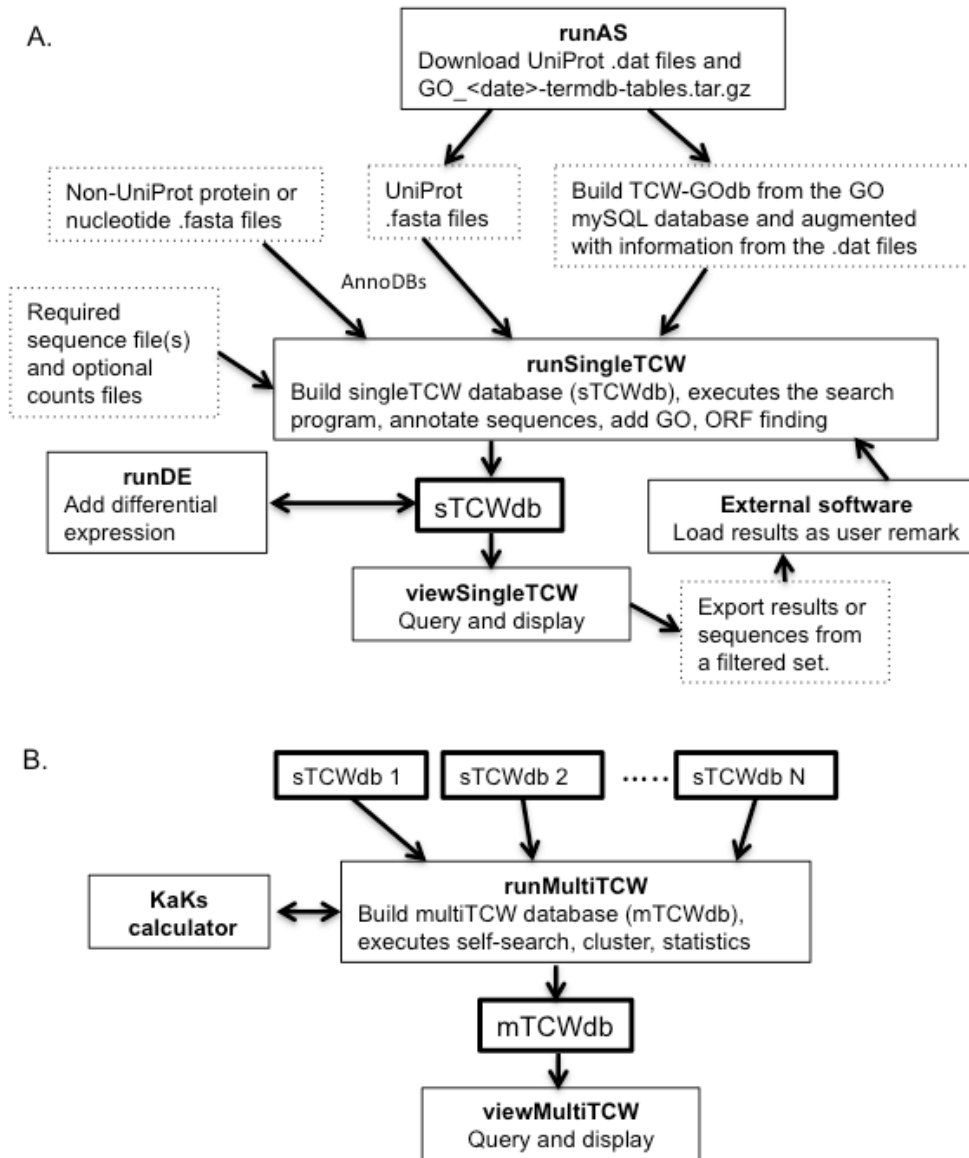 A.
runAS
Download UniProt .dat files and
GO_<date>-termdb-tables.tar.gz
Non-UniProt protein or
nucleotide .fasta files
UniProt
.fasta files
Build TCW-GOdb from the GO
mySQL database and augmented
with information from the .dat files
AnnoDBs
Required
sequence file(s)
and optional
counts files
runSingleTCW
Build singleTCW database (sTCWdb), executes the search
program, annotate sequences, add GO, ORF finding
runDE
Add differential
expression
sTCWdb
External software
Load results as user remark
viewSingleTCW
Query and display
Export results or
sequences from
a filtered set.
B.
sTCWdb 1
sTCWdb 2
.....
sTCWdb N
runMultiTCW
Build multiTCW database (mTCWdb),
executes self-search, cluster, statistics
KaKs
calculator
mTCWdb
viewMultiTCW
Query and display